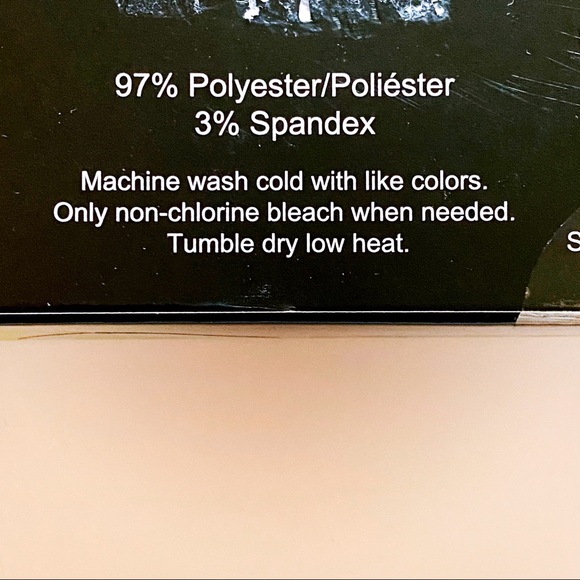 97% Polyester/Poliéster
3% Spandex
Machine wash cold with like colors.
Only non-chlorine bleach when needed.
Tumble dry low heat.
S